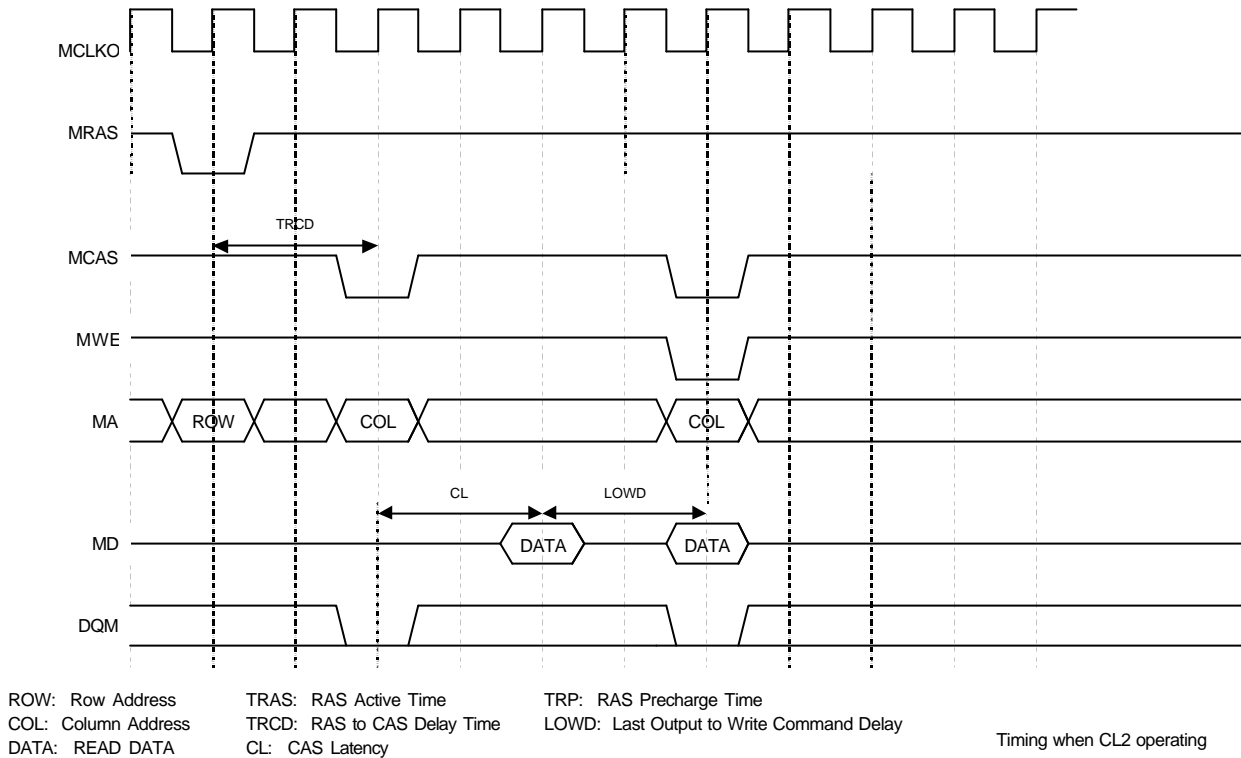 MCLKO
MRAS
TRCD
MCAS
MWE
MA
ROW
COL
COL
CL
LOWD
MD
DATA
DATA
DQM
ROW: Row Address
TRAS: RAS Active Time
TRP: RAS Precharge Time
COL: Column Address
TRCD: RAS to CAS Delay Time
LOWD: Last Output to Write Command Delay
DATA: READ DATA
CL: CAS Latency
Timing when CL2 operating